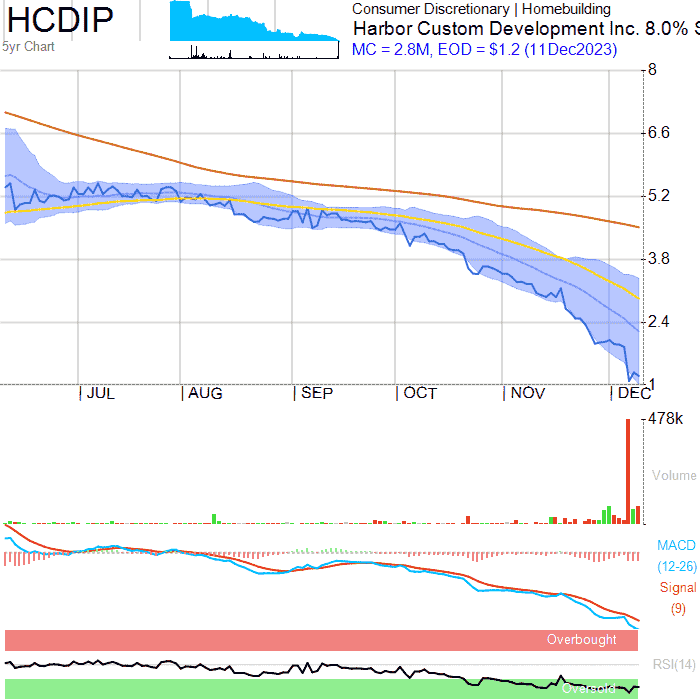 HCDIP
5yr Chart
Consumer Discretionary | Homebuilding
Harbor Custom Development Inc. 8.0% S
MC = 2.8M, EOD = $1.2 (11Dec2023)
8
6.6
5.2
3.8
2.4
1
| JUL | AUG | SEP | OCT | NOV | DEC
478k
Volume
MACD
(12-26)
Signal
(9)
Overbought
RSI(14)
Oversold